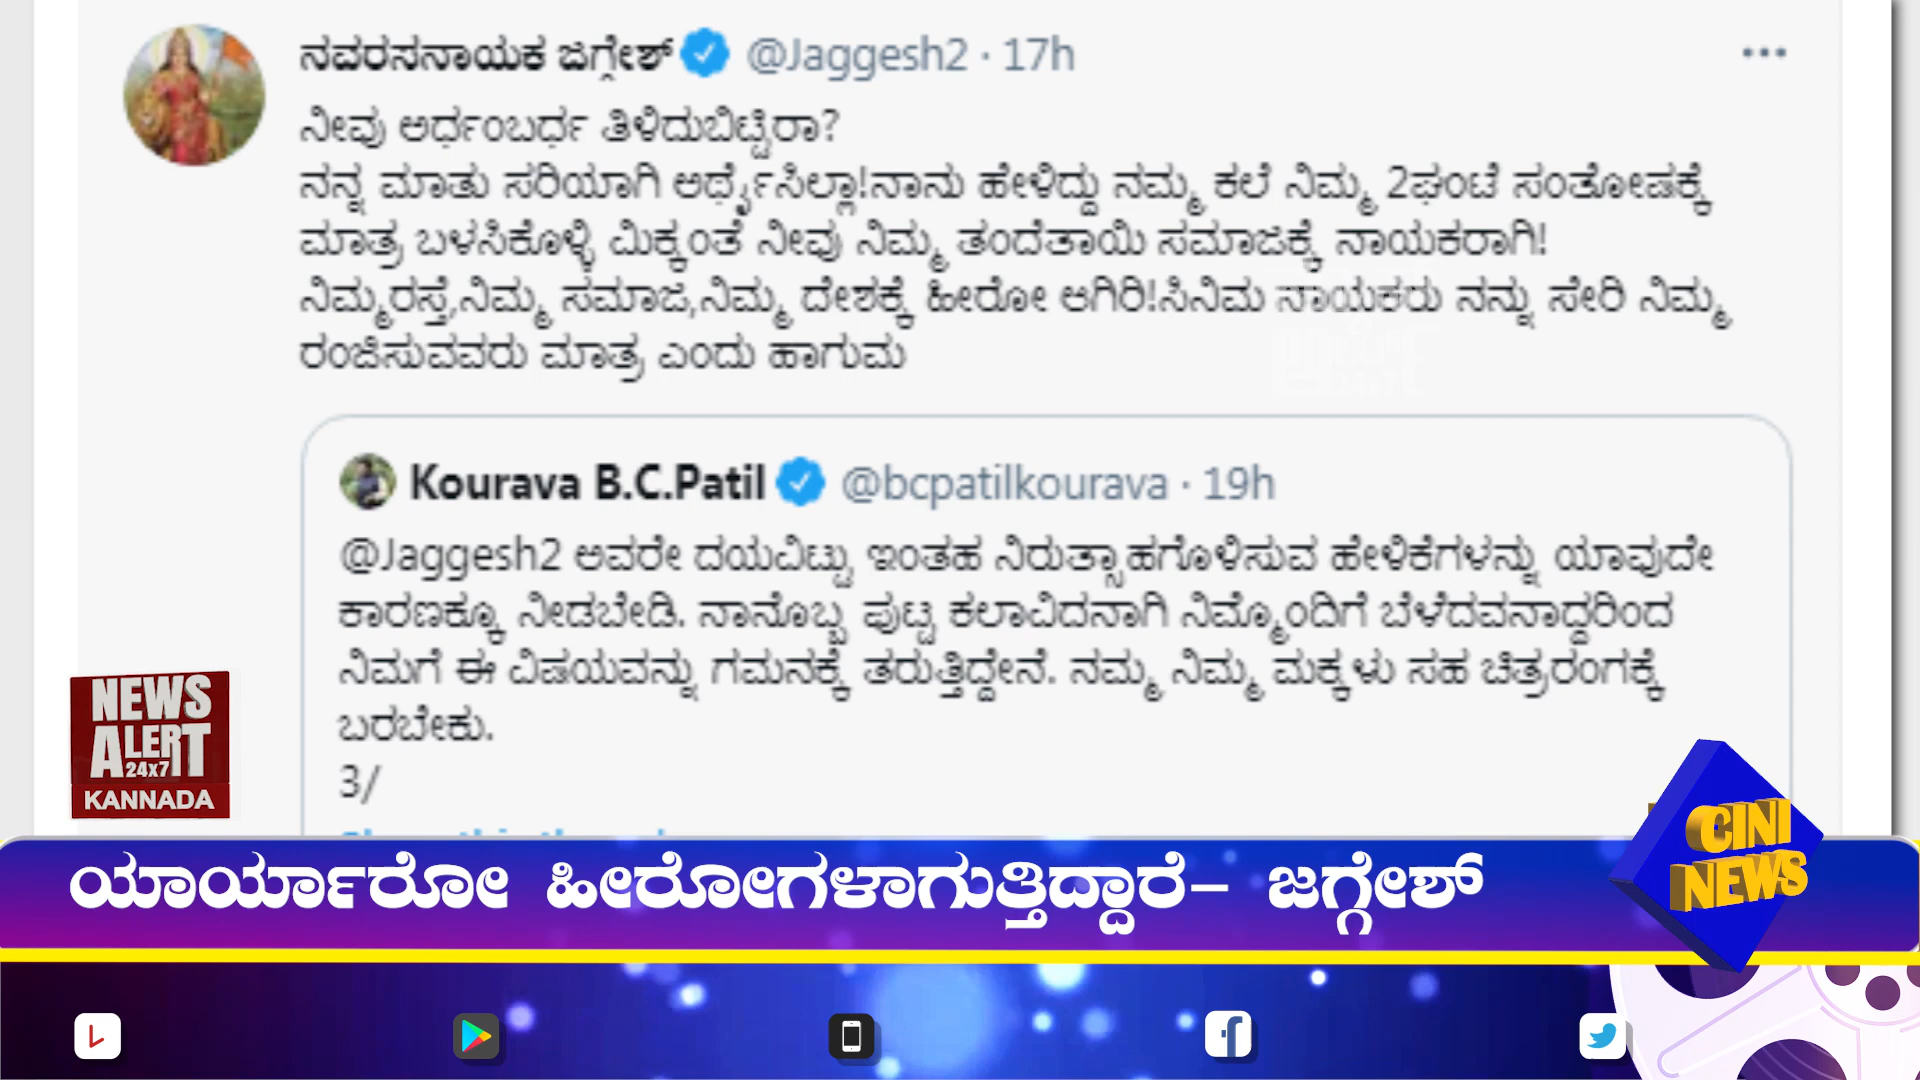 ನವರಸನಾಯಕ ಜಗ್ಗೇಶ್ @Jaggesh2 · 17h
ನೀವು ಅರ್ಧಂಬರ್ಧ ತಿಳಿದುಬಿಟ್ಟಿರಾ?
ನನ್ನ ಮಾತು ಸರಿಯಾಗಿ ಅರ್ಥೈಸಿಲ್ಲಾ!ನಾನು ಹೇಳಿದ್ದು ನಮ್ಮ ಕಲೆ ನಿಮ್ಮ 2ಘಂಟೆ ಸಂತೋಷಕ್ಕೆ
ಮಾತ್ರ ಬಳಸಿಕೊಳ್ಳಿ ಮಿಕ್ಕಂತೆ ನೀವು ನಿಮ್ಮ ತಂದೆತಾಯಿ ಸಮಾಜಕ್ಕೆ ನಾಯಕರಾಗಿ!
ನಿಮ್ಮರಸ್ತೆ,ನಿಮ್ಮ ಸಮಾಜ,ನಿಮ್ಮ ದೇಶಕ್ಕೆ ಹೀರೋ ಆಗಿರಿ!ಸಿನಿಮ ನಾಯಕರು ನನ್ನು ಸೇರಿ ನಿಮ್ಮ
ರಂಜಿಸುವವರು ಮಾತ್ರ ಎಂದು ಹಾಗುಮ
Kourava B.C.Patil @bcpatilkourava · 19h
@Jaggesh2 ಅವರೇ ದಯವಿಟ್ಟು ಇಂತಹ ನಿರುತ್ಸಾಹಗೊಳಿಸುವ ಹೇಳಿಕೆಗಳನ್ನು ಯಾವುದೇ
ಕಾರಣಕ್ಕೂ ನೀಡಬೇಡಿ. ನಾನೊಬ್ಬ ಪುಟ್ಟ ಕಲಾವಿದನಾಗಿ ನಿಮ್ಮೊಂದಿಗೆ ಬೆಳೆದವನಾದ್ದರಿಂದ
ನಿಮಗೆ ಈ ವಿಷಯವನ್ನು ಗಮನಕ್ಕೆ ತರುತ್ತಿದ್ದೇನೆ. ನಮ್ಮ ನಿಮ್ಮ ಮಕ್ಕಳು ಸಹ ಚಿತ್ರರಂಗಕ್ಕೆ
ಬರಬೇಕು.
3/
NEWS
ALERT
24x7
KANNADA
CINI
NEWS
ಯಾರ್ಯಾರೋ ಹೀರೋಗಳಾಗುತ್ತಿದ್ದಾರೆ– ಜಗ್ಗೇಶ್